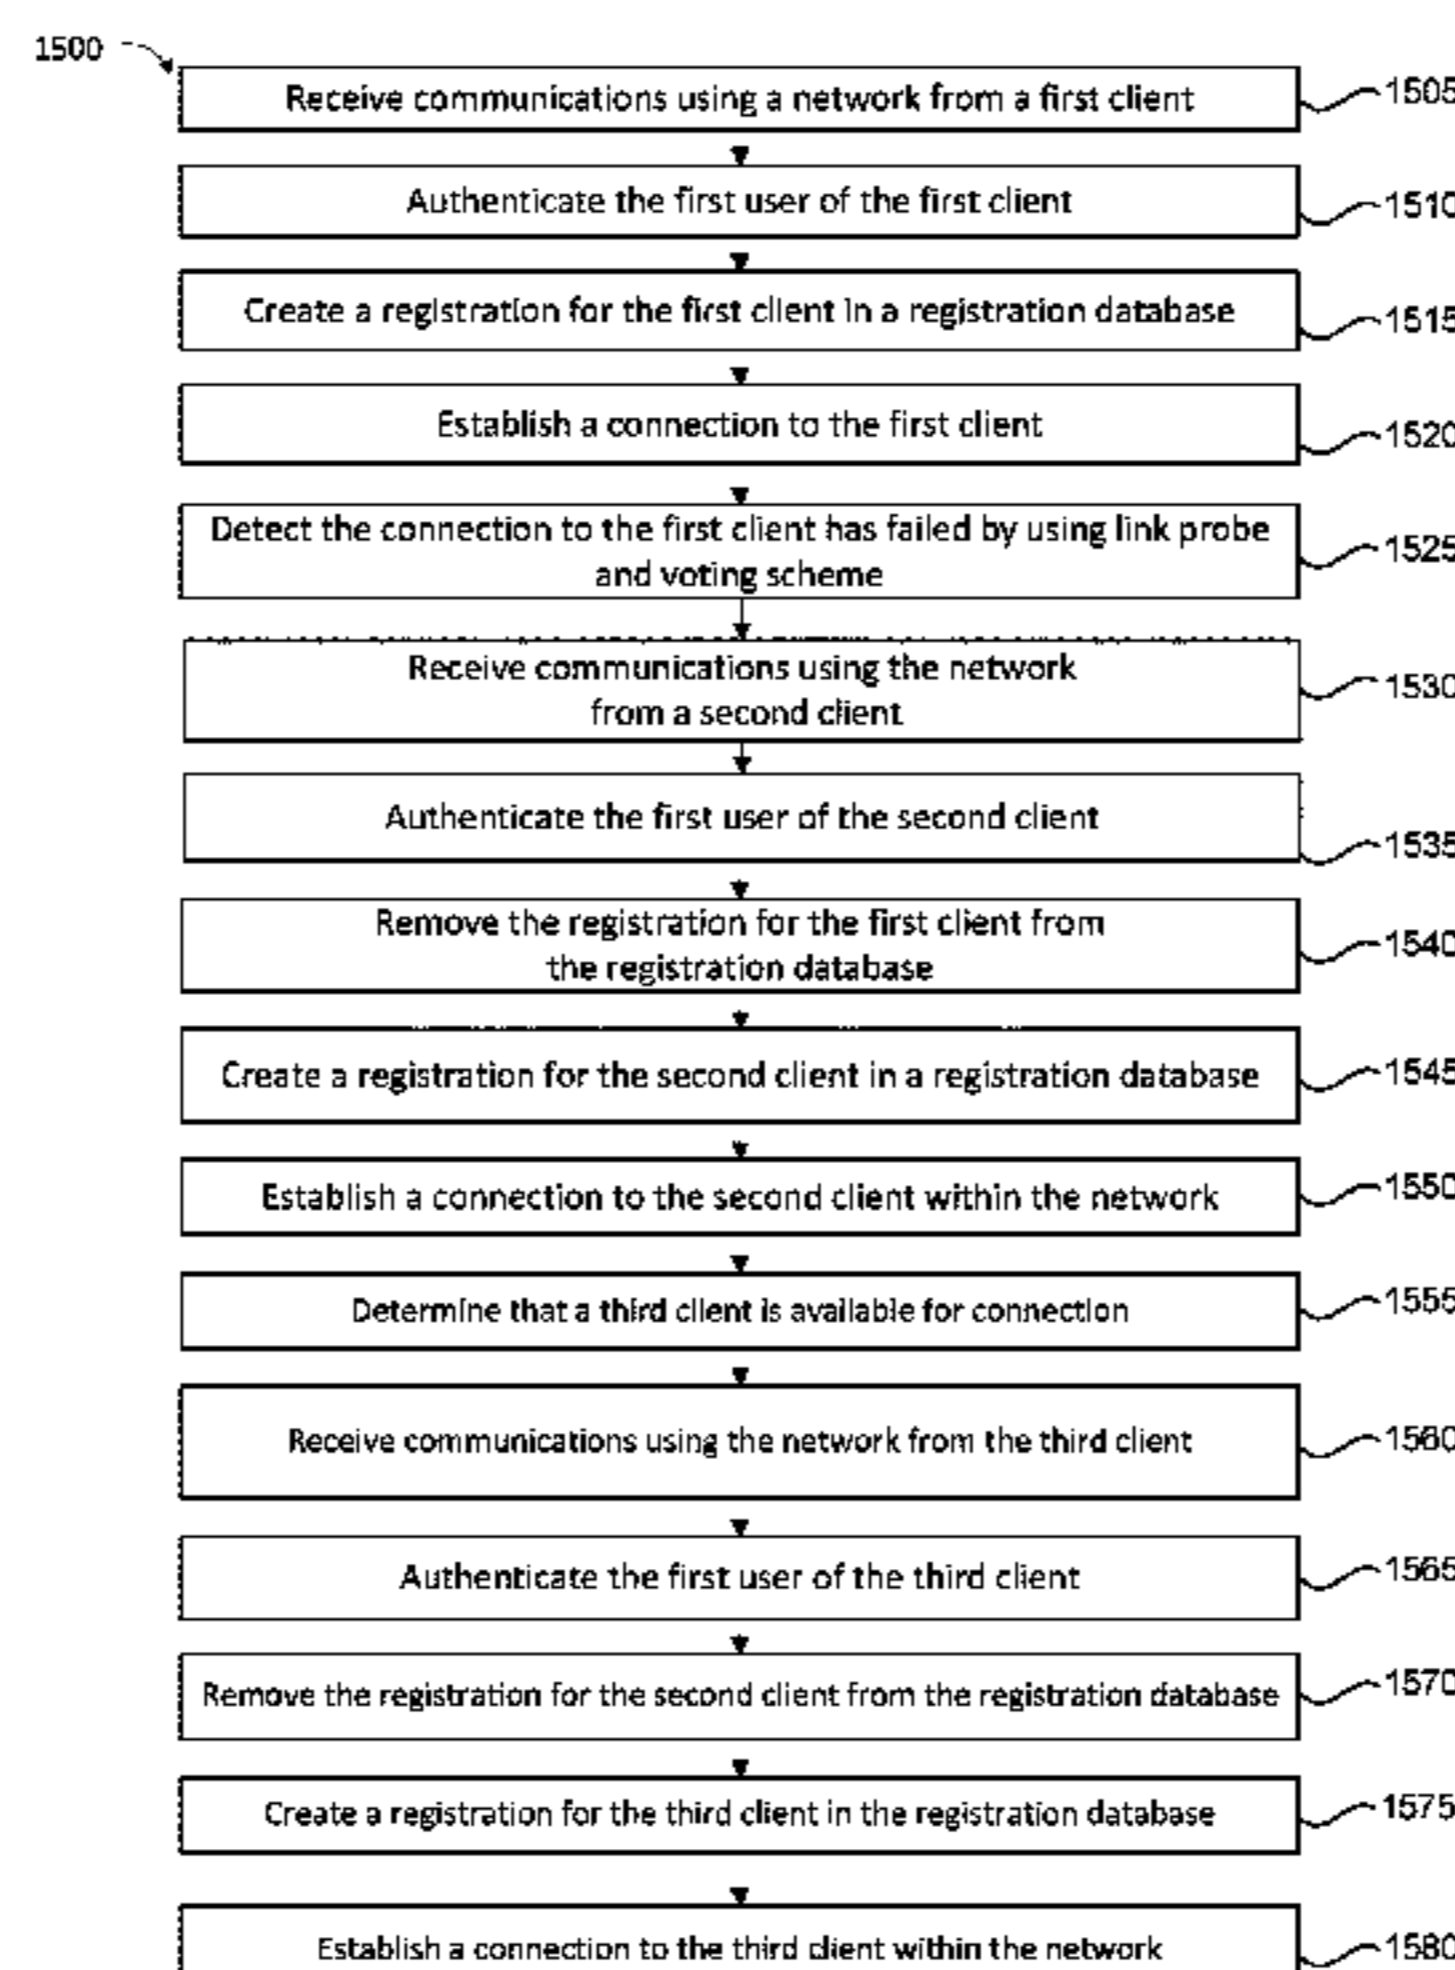 1500
Receive communications using a network from a first client
1505
Authenticate the first user of the first client
1510
Create a registration for the first client in a registration database
1515
Establish a connection to the first client
1520
Detect the connection to the first client has failed by using link probe
and voting scheme
1525
Receive communications using the network
from a second client
1530
Authenticate the first user of the second client
1535
Remove the registration for the first client from
the registration database
1540
Create a registration for the second client in a registration database
1545
Establish a connection to the second client within the network
1550
Determine that a third client is available for connection
1555
Receive communications using the network from the third client
1560
Authenticate the first user of the third client
1565
Remove the registration for the second client from the registration database
1570
Create a registration for the third client in the registration database
1575
Establish a connection to the third client within the network
1580